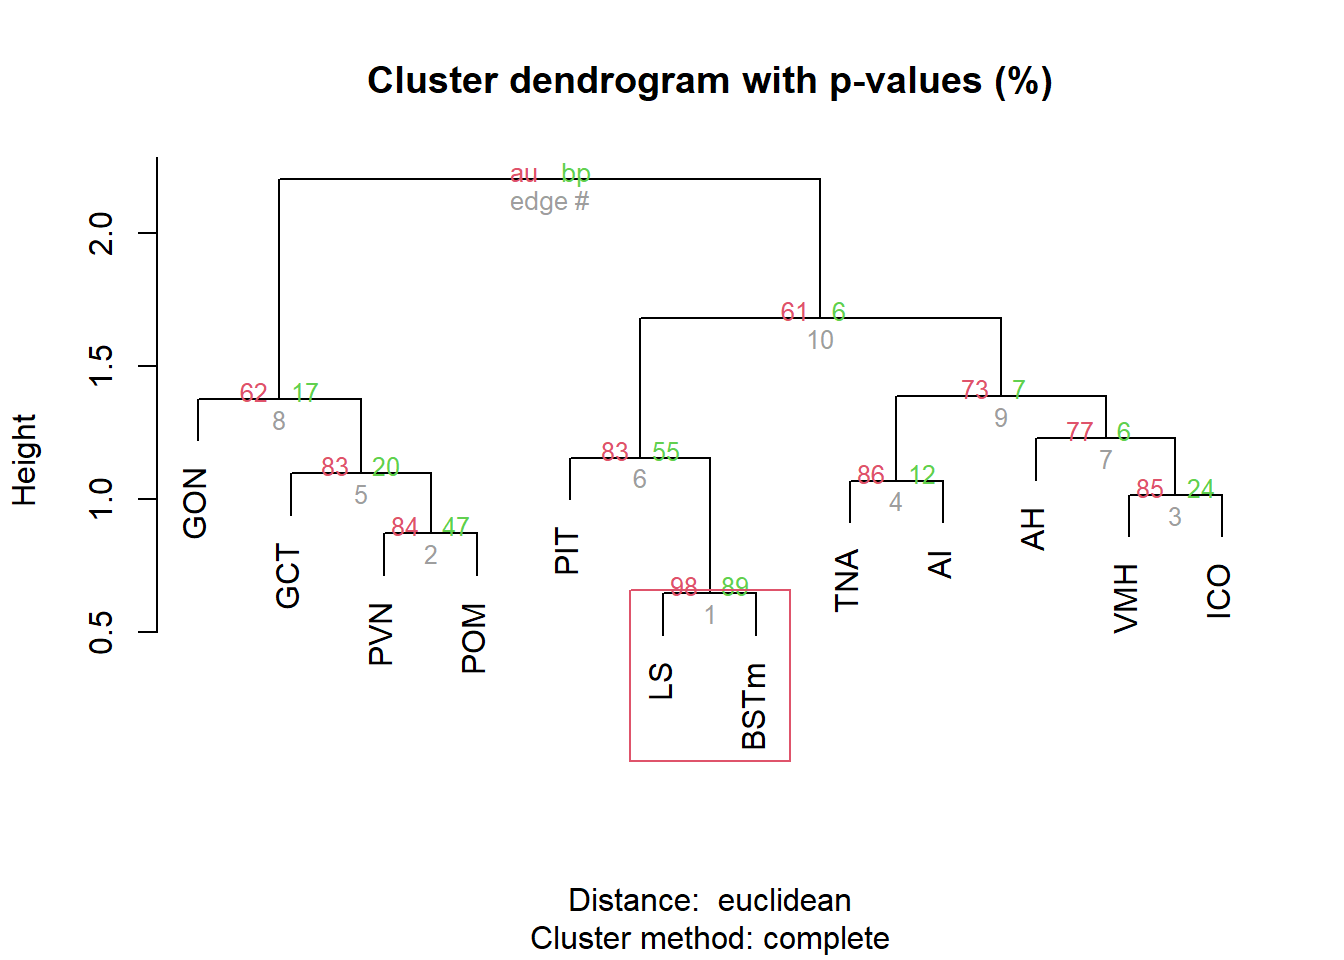 Cluster dendrogram with p-values (%)
au bp
edge #
2.0
61 6
10
1.5
62 17
8
73 7
9
77 6
7
83 55
6
83 20
5
86 12
4
85 24
3
1.0
84 47
2
98 89
1
0.5
Height
GON
GCT
PVN
POM
PIT
LS
BSTm
TNA
AI
AH
VMH
ICO
Distance: euclidean
Cluster method: complete